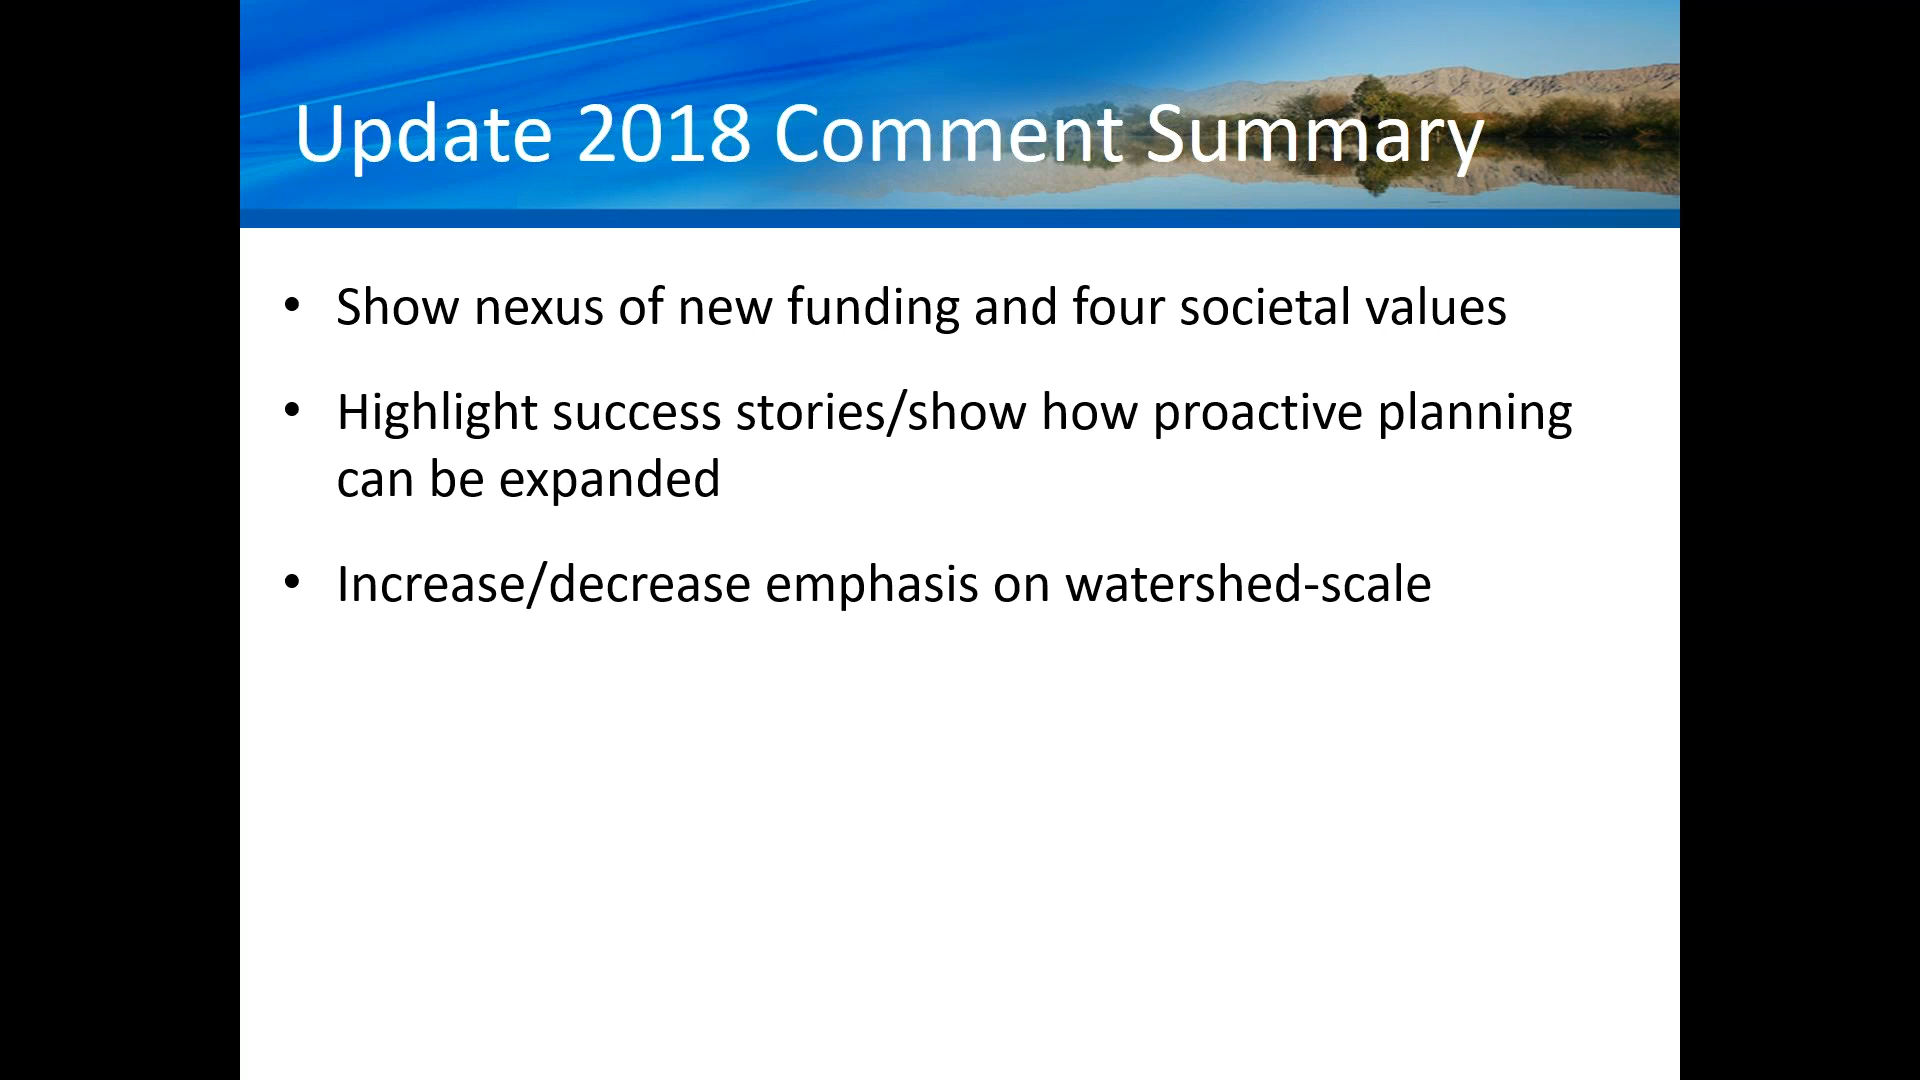 Update 2018 Comment Summary
• Show nexus of new funding and four societal values
• Highlight success stories/show how proactive planning
can be expanded
• Increase/decrease emphasis on watershed-scale